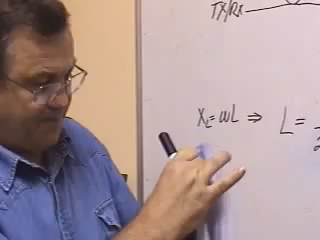 TX/RX
X_L = ωL ⇒ L =